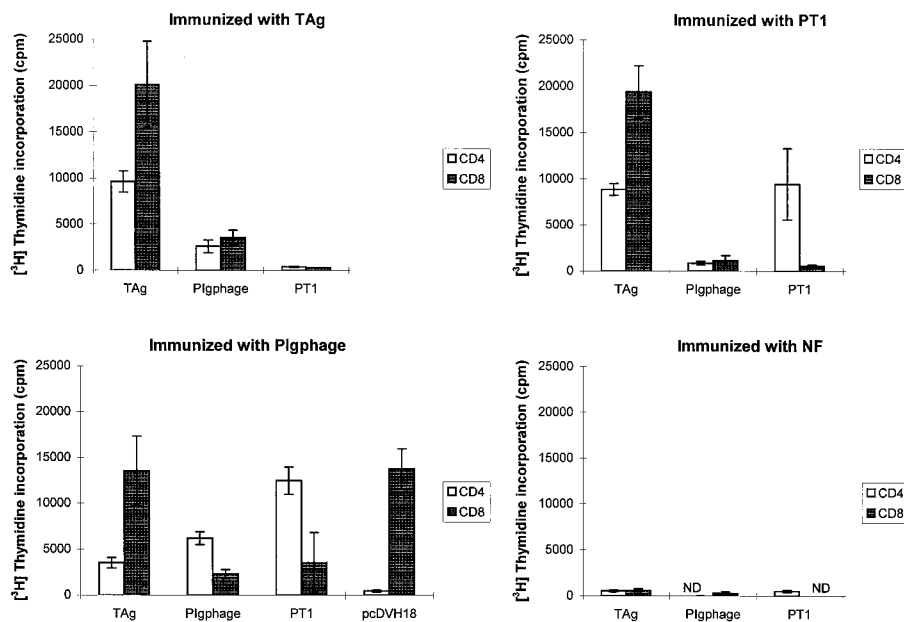 Immunized with TAg
[³H] Thymidine incorporation (cpm)
25000
20000
15000
10000
5000
0
TAg PIgphage PT1
CD4
CD8
Immunized with PT1
[³H] Thymidine incorporation (cpm)
25000
20000
15000
10000
5000
0
TAg PIgphage PT1
CD4
CD8
Immunized with PIgphage
[³H] Thymidine incorporation (cpm)
25000
20000
15000
10000
5000
0
TAg PIgphage PT1 pcDVH18
CD4
CD8
Immunized with NF
[³H] Thymidine incorporation (cpm)
25000
20000
15000
10000
5000
0
ND ND
TAg PIgphage PT1
CD4
CD8